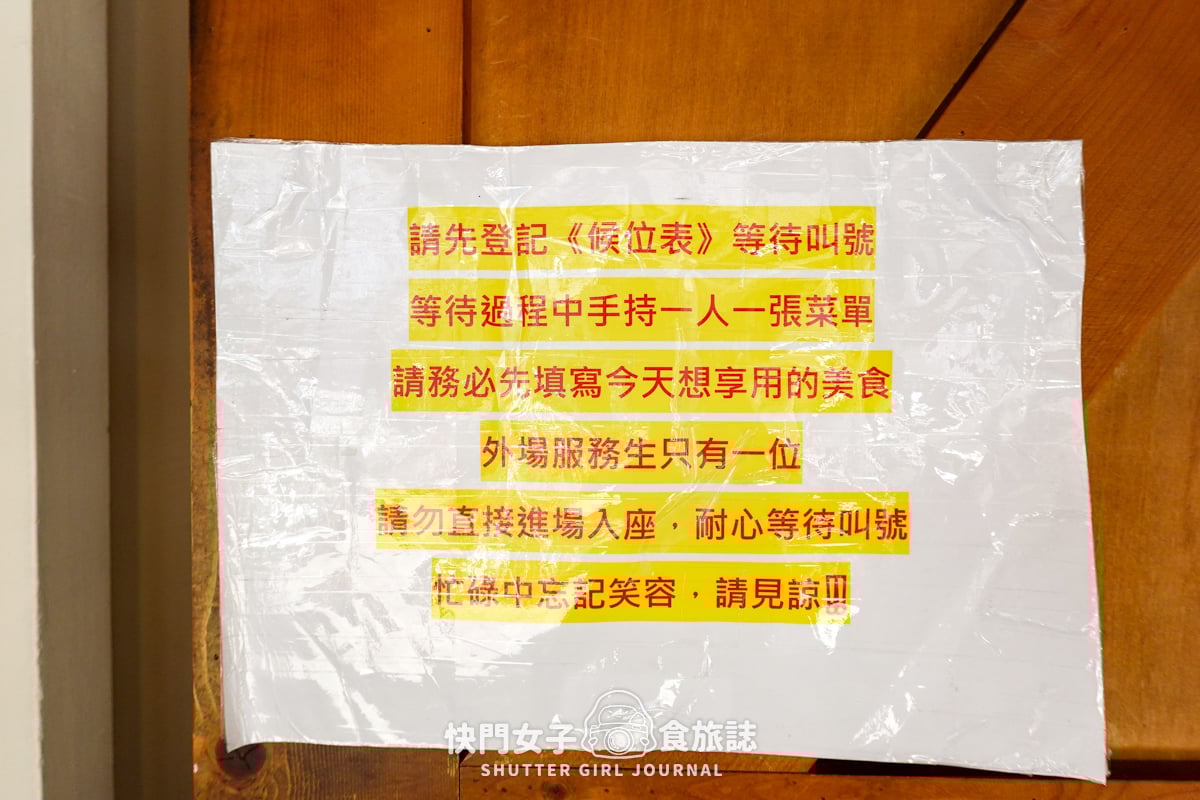 請先登記《候位表》等待叫號
等待過程中手持一人一張菜單
請務必先填寫今天想享用的美食
外場服務生只有一位
請勿直接進場入座，耐心等待叫號
忙碌中忘記笑容，請見諒!!!
快門女子食旅誌
SHUTTER GIRL JOURNAL